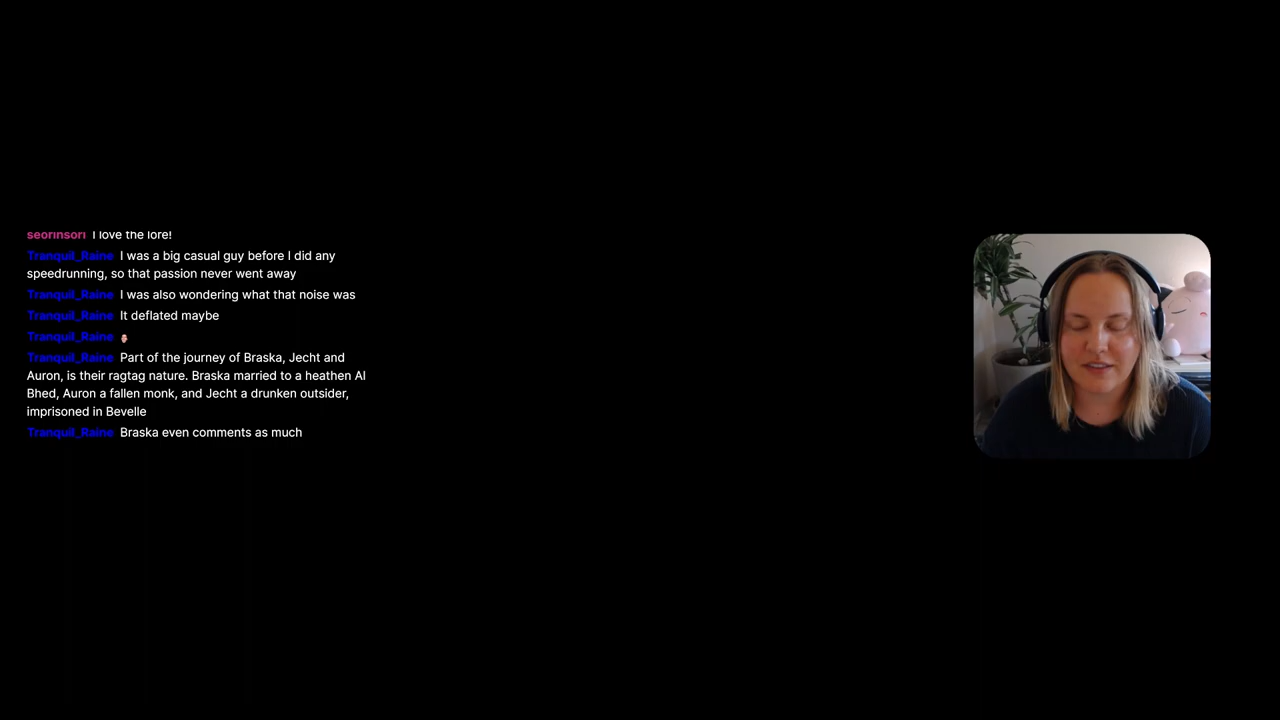 seorinsori I love the lore!
Tranquil_Raine I was a big casual guy before I did any
speedrunning, so that passion never went away
Tranquil_Raine I was also wondering what that noise was
Tranquil_Raine It deflated maybe
Tranquil_Raine
Tranquil_Raine Part of the journey of Braska, Jecht and
Auron, is their ragtag nature. Braska married to a heathen Al
Bhed, Auron a fallen monk, and Jecht a drunken outsider,
imprisoned in Bevelle
Tranquil_Raine Braska even comments as much